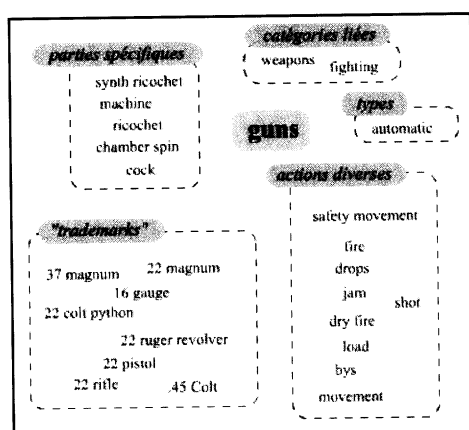 parties spécifiques
synth ricochet
machine
ricochet
chamber spin
cock
catégories liées
weapons fighting
guns
types
automatic
actions diverses
safety movement
fire
drops
jam
shot
dry fire
load
bys
movement
"trademarks"
37 magnum 22 magnum
16 gauge
22 colt python
22 ruger revolver
22 pistol
22 rifle .45 Colt